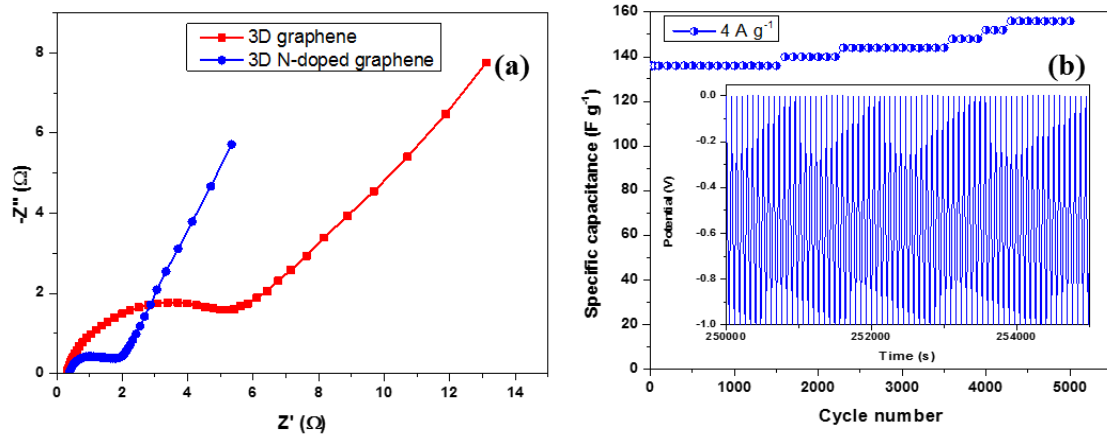 3D graphene
3D N-doped graphene
(a)
8
6
4
2
0
-Z" (Ω)
0 2 4 6 8 10 12 14
Z' (Ω)
4 A g-1
(b)
160
140
120
100
80
60
40
20
0
Specific capacitance (F g-1)
0 1000 2000 3000 4000 5000
Cycle number
0.0
-0.2
-0.4
-0.6
-0.8
-1.0
Potential (V)
250000 252000 254000
Time (s)